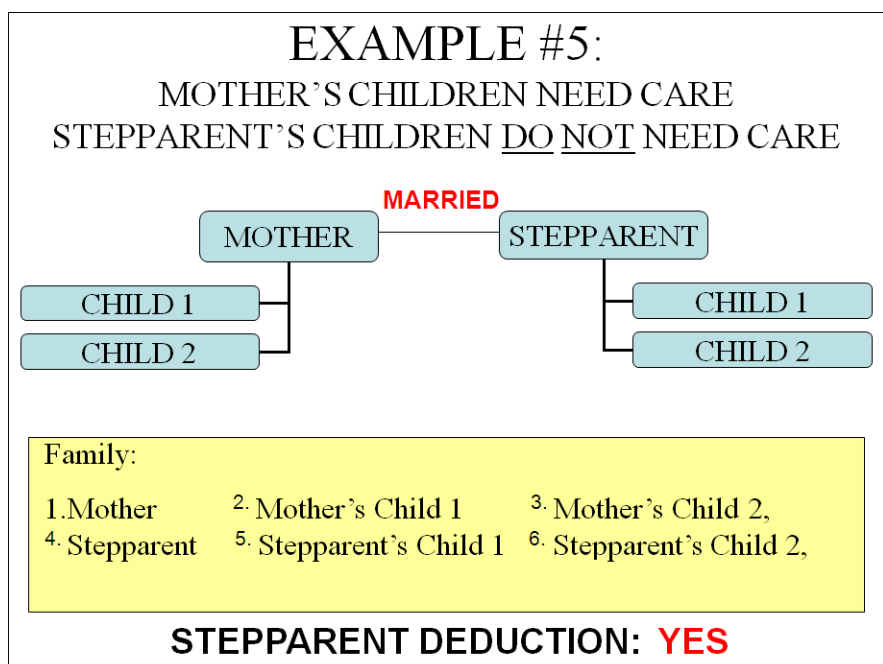 EXAMPLE #5:
MOTHER’S CHILDREN NEED CARE
STEPPARENT’S CHILDREN DO NOT NEED CARE
MARRIED
MOTHER
STEPPARENT
CHILD 1
CHILD 2
CHILD 1
CHILD 2
Family:
1.Mother 2. Mother’s Child 1 3. Mother’s Child 2,
4. Stepparent 5. Stepparent’s Child 1 6. Stepparent’s Child 2,
STEPPARENT DEDUCTION: YES